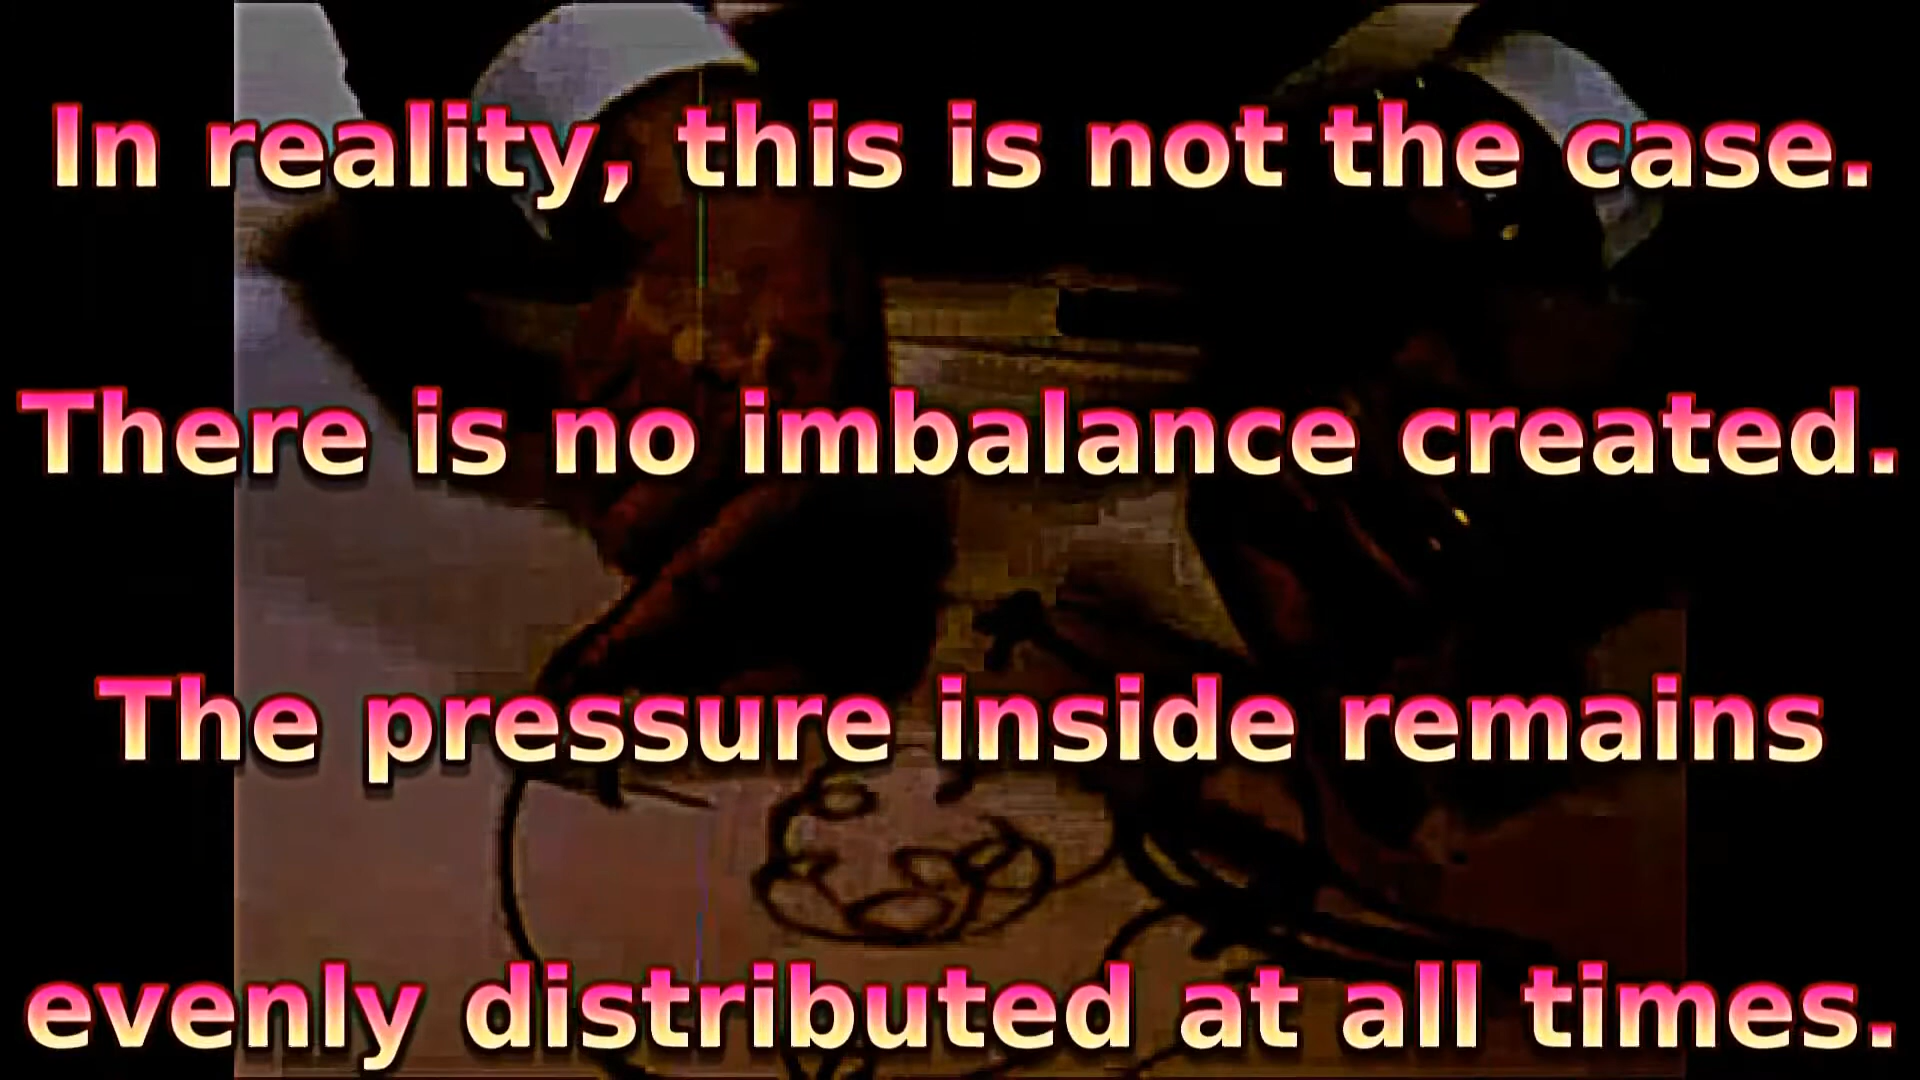 In reality, this is not the case.
There is no imbalance created.
The pressure inside remains
evenly distributed at all times.